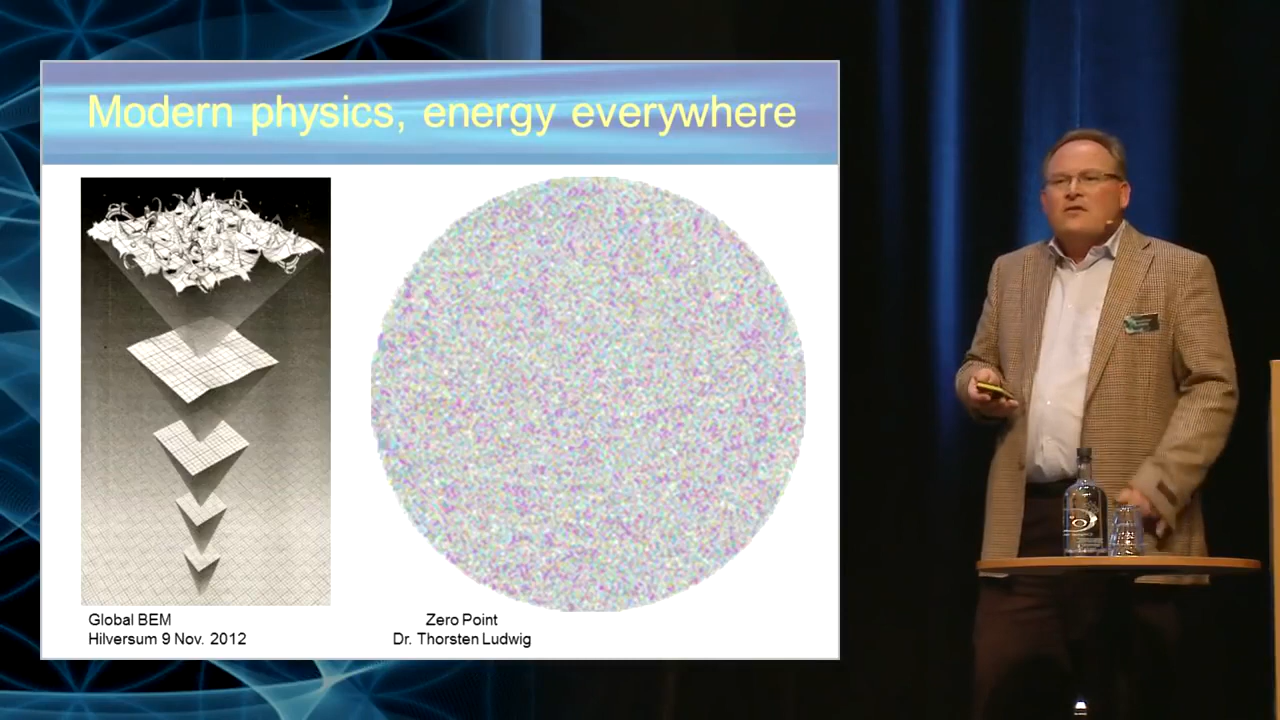 Modern physics, energy everywhere
Global BEM
Hilversum 9 Nov. 2012
Zero Point
Dr. Thorsten Ludwig